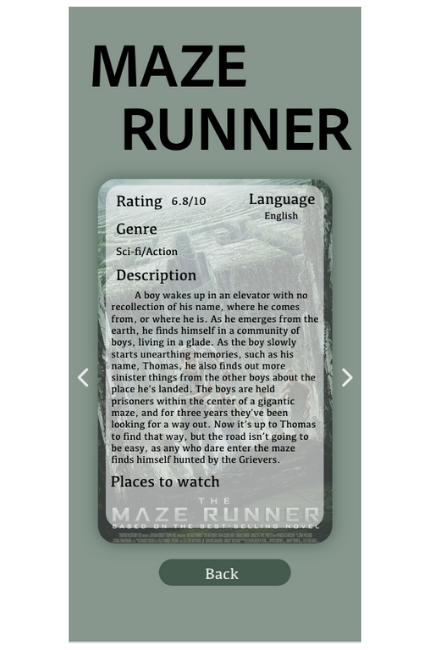 MAZE
RUNNER
Rating 6.8/10
Language
English
Genre
Sci-fi/Action
Description
A boy wakes up in an elevator with no
recollection of his name, where he comes
from, or where he is. As he emerges from the
earth, he finds himself in a community of
boys, living in a glade. As the boy slowly
starts unearthing memories, such as his
name, Thomas, he also finds out more
sinister things from the other boys about the
place he's landed. The boys are held
prisoners within the center of a gigantic
maze, and for three years they've been
looking for a way out. Now it's up to Thomas
to find that way, but the road isn't going to
be easy, as any who dare enter the maze
finds himself hunted by the Grievers.
Places to watch
THE
MAZE RUNNER
BASED ON THE BEST-SELLING NOVEL
Back